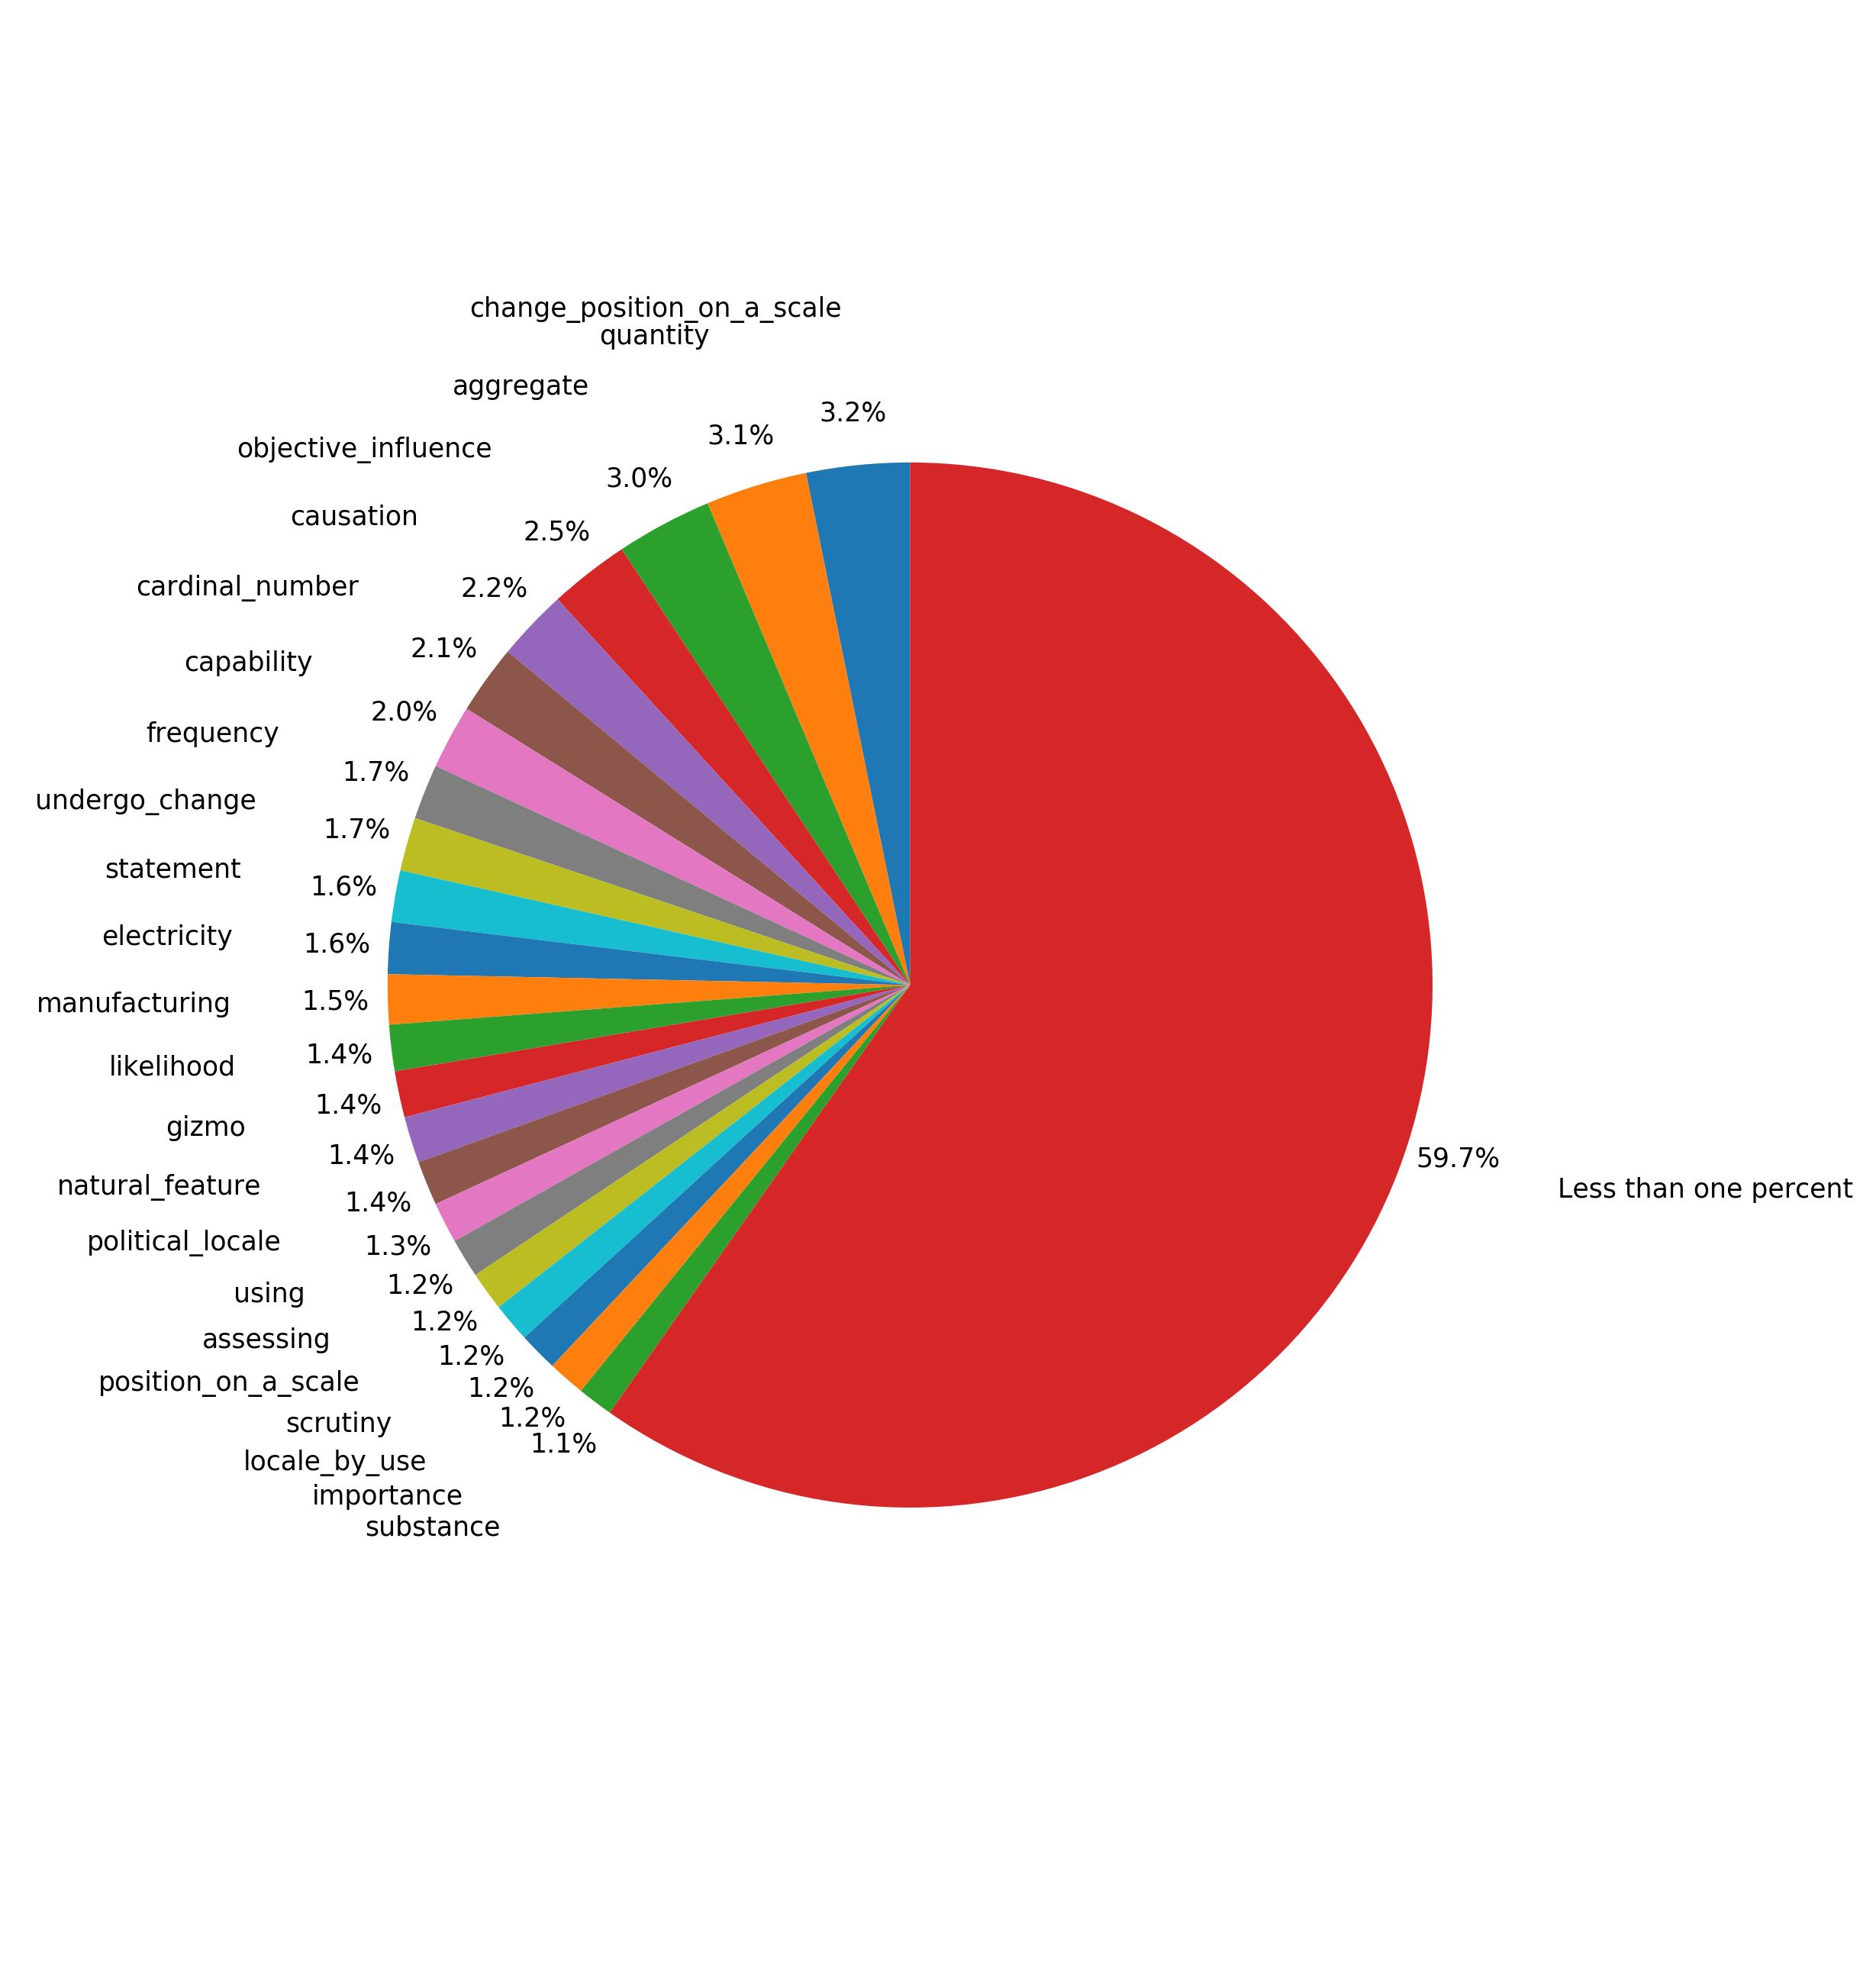 change_position_on_a_scale
quantity
aggregate
objective_influence
causation
cardinal_number
capability
frequency
undergo_change
statement
electricity
manufacturing
likelihood
gizmo
natural_feature
political_locale
using
assessing
position_on_a_scale
scrutiny
locale_by_use
importance
substance
Less than one percent
3.2%
3.1%
3.0%
2.5%
2.2%
2.1%
2.0%
1.7%
1.7%
1.6%
1.6%
1.5%
1.4%
1.4%
1.4%
1.4%
1.3%
1.2%
1.2%
1.2%
1.2%
1.2%
1.1%
59.7%